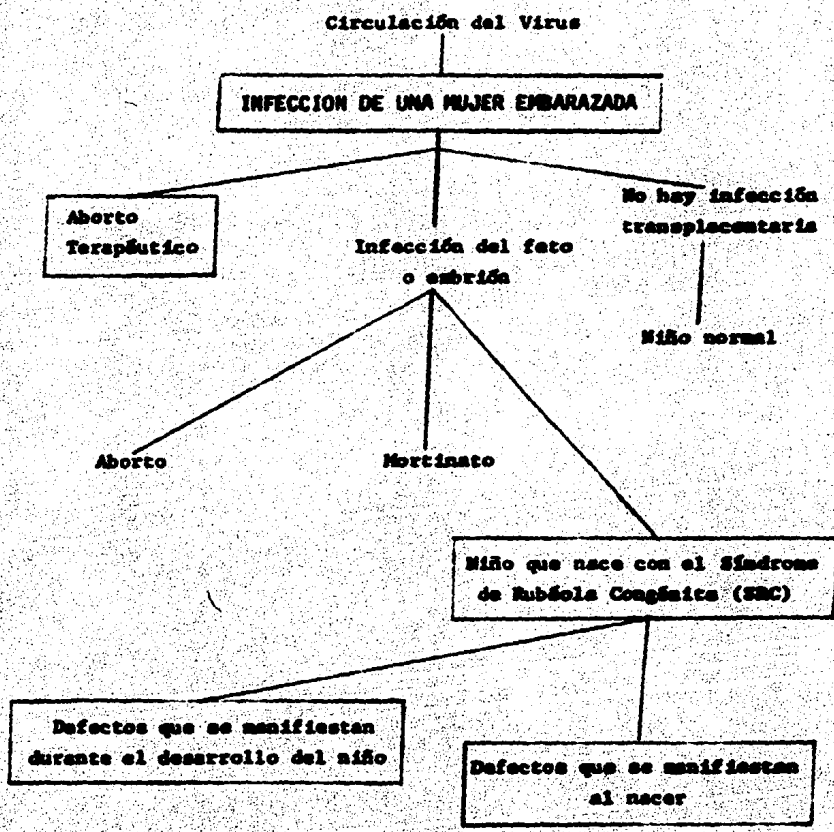 Circulación del Virus
INFECCION DE UNA MUJER EMBARAZADA
Aborto
Terapéutico
Infección del feto
o embrión
No hay infección
transplacentaria
Niño normal
Aborto
Mortinato
Niño que nace con el Síndrome
de Rubéola Congénita (SRC)
Defectos que se manifiestan
durante el desarrollo del niño
Defectos que se manifiestan
al nacer